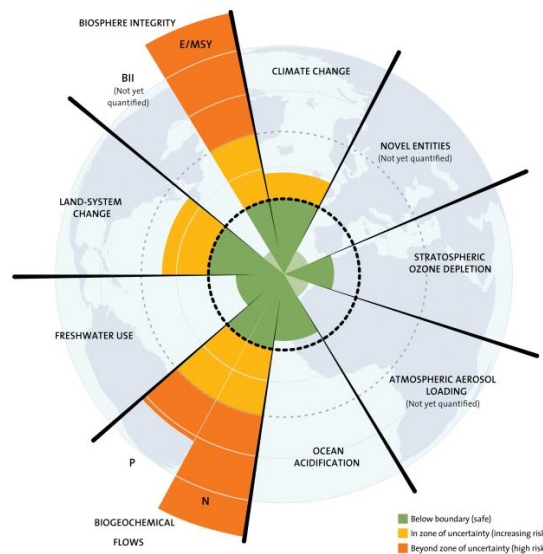 BIOSPHERE INTEGRITY
E/MSY
BII
(Not yet
quantified)
CLIMATE CHANGE
NOVEL ENTITIES
(Not yet quantified)
LAND-SYSTEM
CHANGE
STRATOSPHERIC
OZONE DEPLETION
FRESHWATER USE
ATMOSPHERIC AEROSOL
LOADING
(Not yet quantified)
OCEAN
ACIDIFICATION
P
N
BIOGEOCHEMICAL
FLOWS
Below boundary (safe)
In zone of uncertainty (increasing risk
Beyond zone of uncertainty (high risk)